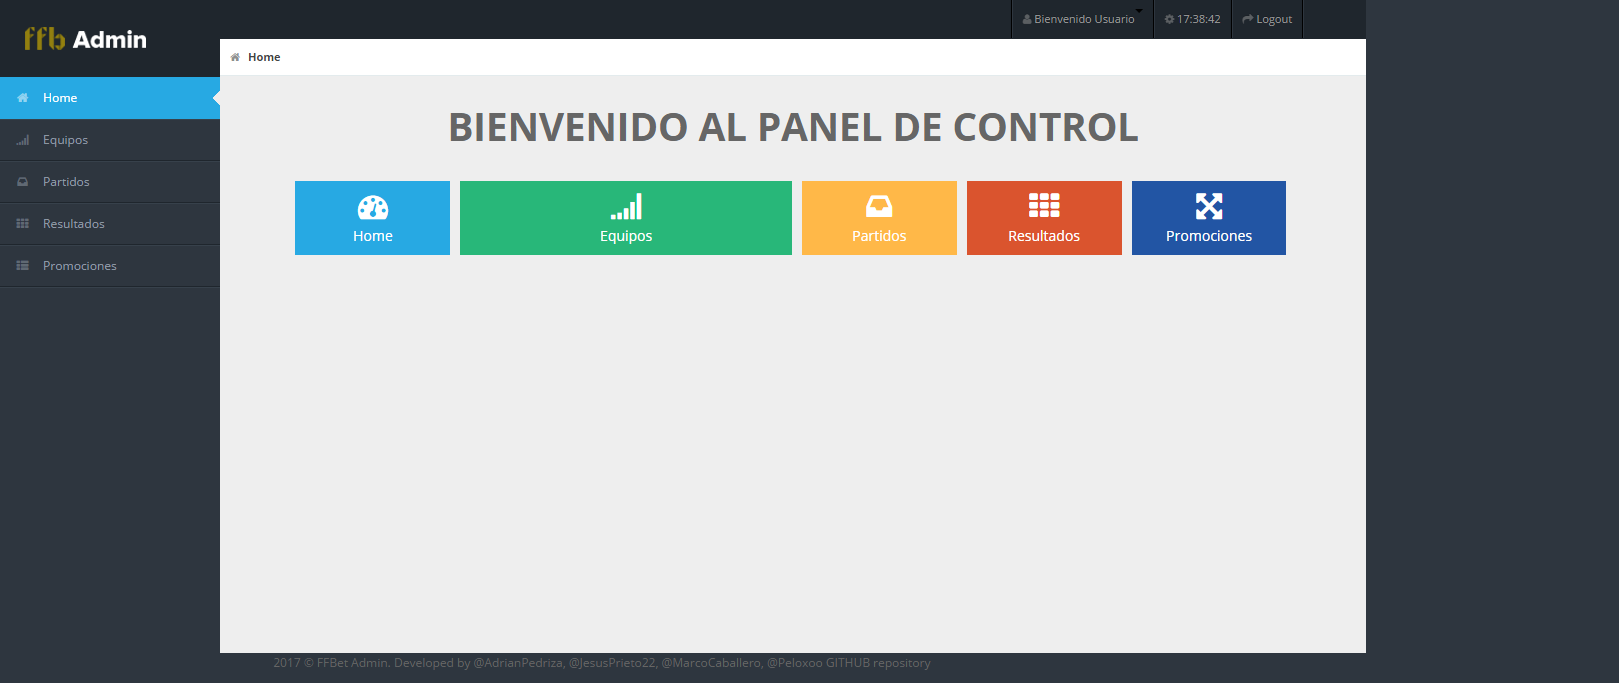 ffb Admin
Bienvenido Usuario
17:38:42
Logout
Home
Home
Equipos
Partidos
Resultados
Promociones
BIENVENIDO AL PANEL DE CONTROL
Home
Equipos
Partidos
Resultados
Promociones
2017 © FFBet Admin. Developed by @AdrianPedriza, @JesusPrieto22, @MarcoCaballero, @Peloxoo GITHUB repository